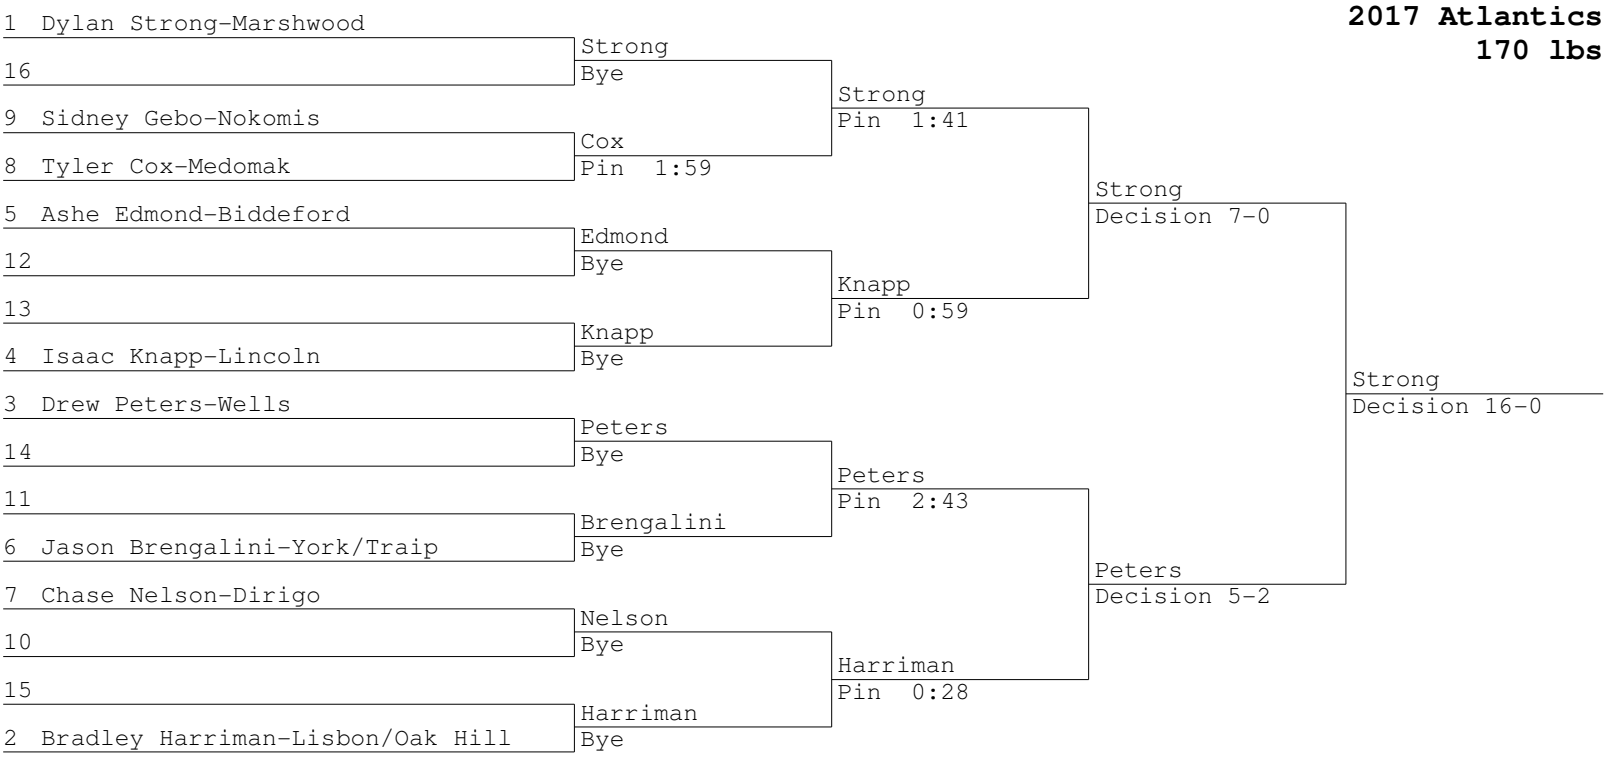 2017 Atlantics
170 lbs
1 Dylan Strong-Marshwood
16
9 Sidney Gebo-Nokomis
8 Tyler Cox-Medomak
5 Ashe Edmond-Biddeford
12
13
4 Isaac Knapp-Lincoln
3 Drew Peters-Wells
14
11
6 Jason Brengalini-York/Traip
7 Chase Nelson-Dirigo
10
15
2 Bradley Harriman-Lisbon/Oak Hill
Strong
Bye
Cox
Pin 1:59
Edmond
Bye
Knapp
Bye
Peters
Bye
Brengalini
Bye
Nelson
Bye
Harriman
Bye
Strong
Pin 1:41
Knapp
Pin 0:59
Peters
Pin 2:43
Harriman
Pin 0:28
Strong
Decision 7-0
Peters
Decision 5-2
Strong
Decision 16-0